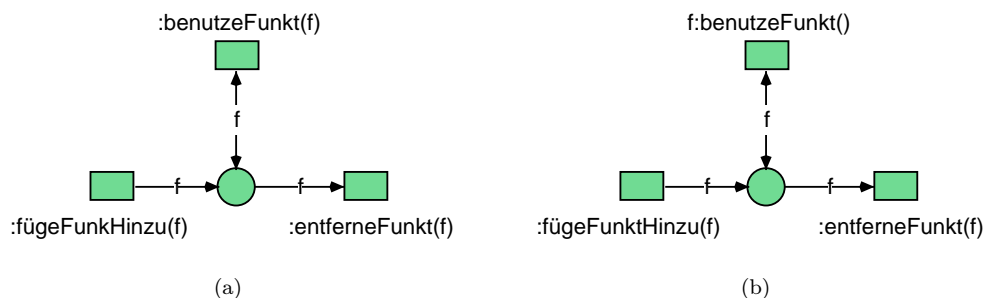 :benutzeFunkt(f)
f
f
f
:fügeFunkHinzu(f)
:entferneFunkt(f)
(a)
f:benutzeFunkt()
f
f
f
:fügeFunktHinzu(f)
:entferneFunkt(f)
(b)